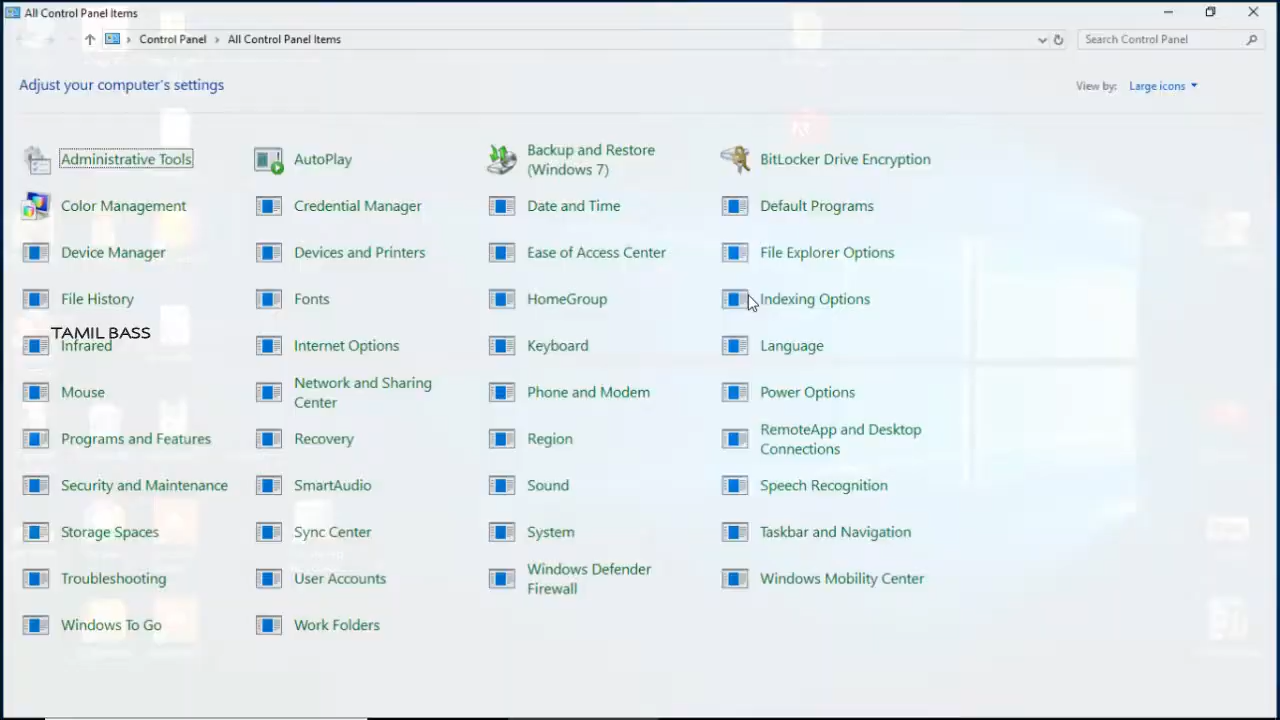 All Control Panel Items
Control Panel > All Control Panel Items
Search Control Panel
Adjust your computer's settings
View by: Large icons
Administrative Tools
AutoPlay
Backup and Restore
(Windows 7)
BitLocker Drive Encryption
Color Management
Credential Manager
Date and Time
Default Programs
Device Manager
Devices and Printers
Ease of Access Center
File Explorer Options
File History
Fonts
HomeGroup
Indexing Options
TAMIL BASS
Infrared
Internet Options
Keyboard
Language
Mouse
Network and Sharing
Center
Phone and Modem
Power Options
Programs and Features
Recovery
Region
RemoteApp and Desktop
Connections
Security and Maintenance
SmartAudio
Sound
Speech Recognition
Storage Spaces
Sync Center
System
Taskbar and Navigation
Troubleshooting
User Accounts
Windows Defender
Firewall
Windows Mobility Center
Windows To Go
Work Folders